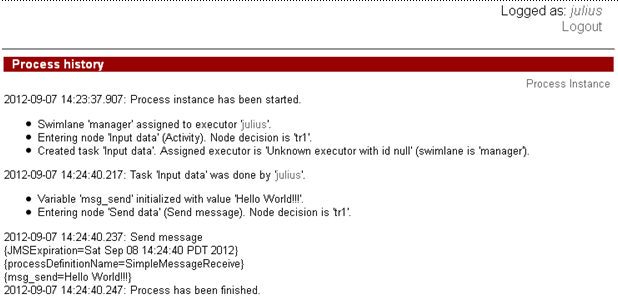 Logged as: julius
Logout
Process history
Process Instance
2012-09-07 14:23:37.907: Process instance has been started.
• Swimlane 'manager' assigned to executor 'julius'.
• Entering node 'Input data' (Activity). Node decision is 'tr1'.
• Created task 'Input data'. Assigned executor is 'Unknown executor with id null' (swimlane is 'manager').
2012-09-07 14:24:40.217: Task 'Input data' was done by 'julius'.
• Variable 'msg_send' initialized with value 'Hello World!!!'.
• Entering node 'Send data' (Send message). Node decision is 'tr1'.
2012-09-07 14:24:40.237: Send message
{JMSExpiration=Sat Sep 08 14:24:40 PDT 2012}
{processDefinitionName=SimpleMessageReceive}
{msg_send=Hello World!!!}
2012-09-07 14:24:40.247: Process has been finished.